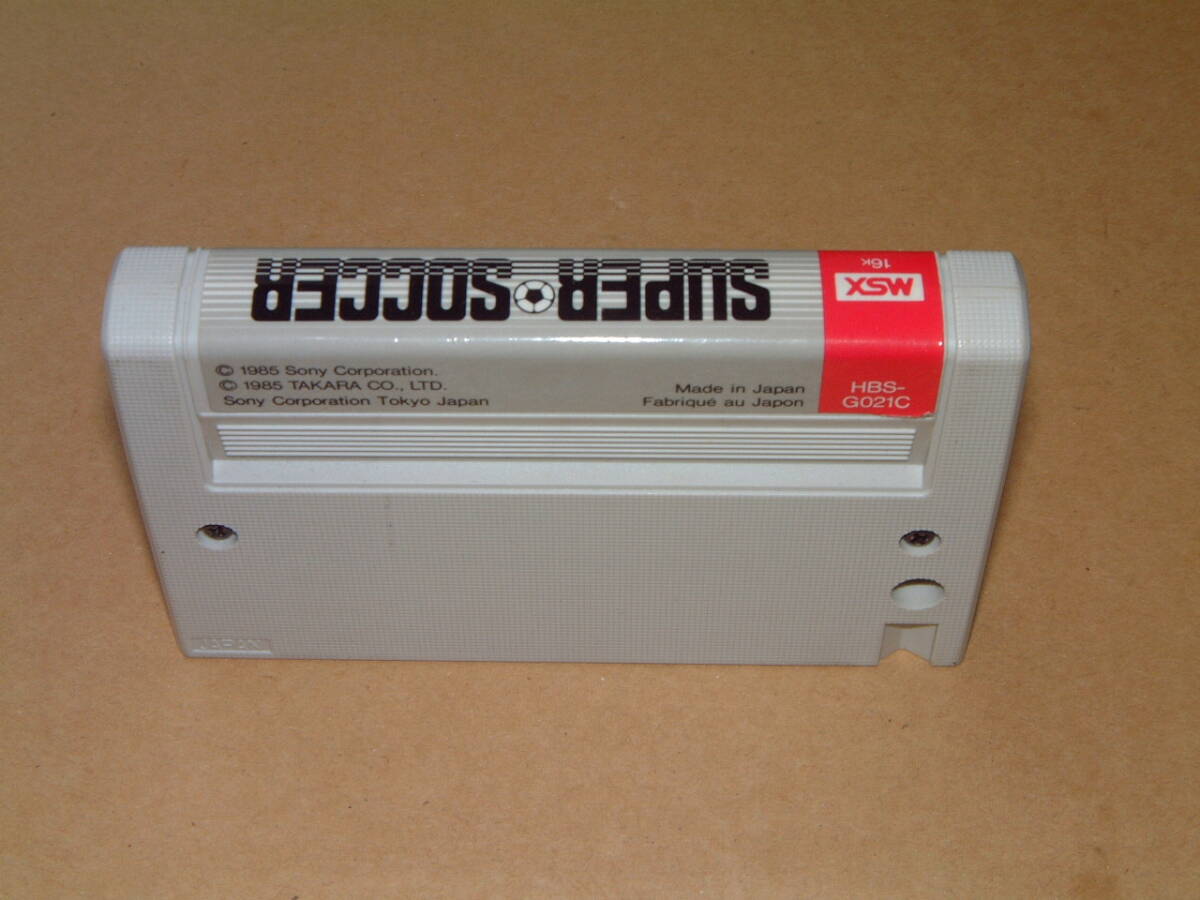 SUPER SOCCER
MSX
16K
© 1985 Sony Corporation.
© 1985 TAKARA CO., LTD.
Sony Corporation Tokyo Japan
Made in Japan
Fabriqué au Japon
HBS-
G021C
JAPAN